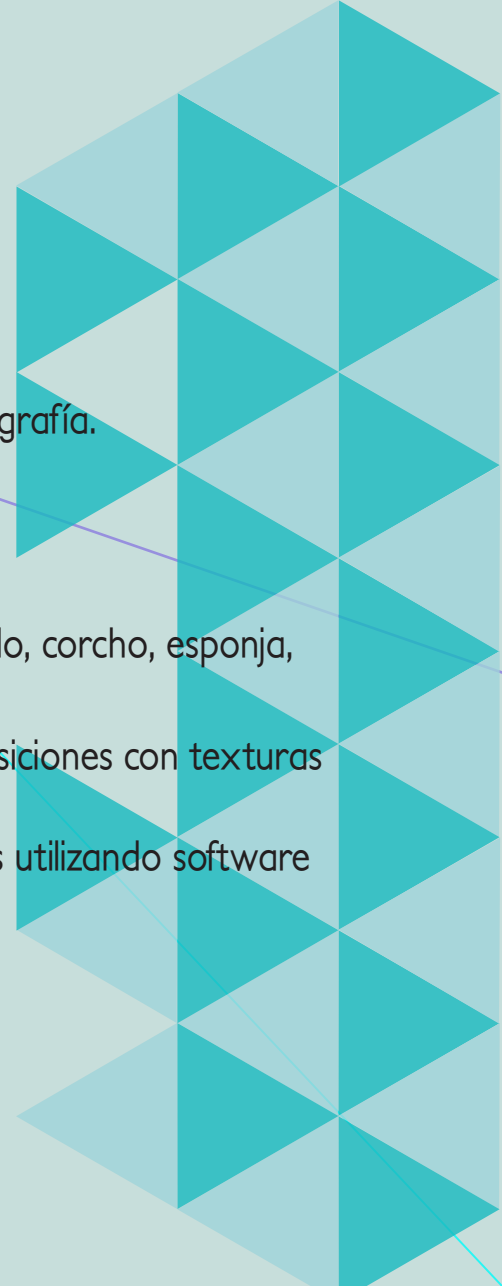 grafía.
lo, corcho, esponja,
siciones con texturas
s utilizando software